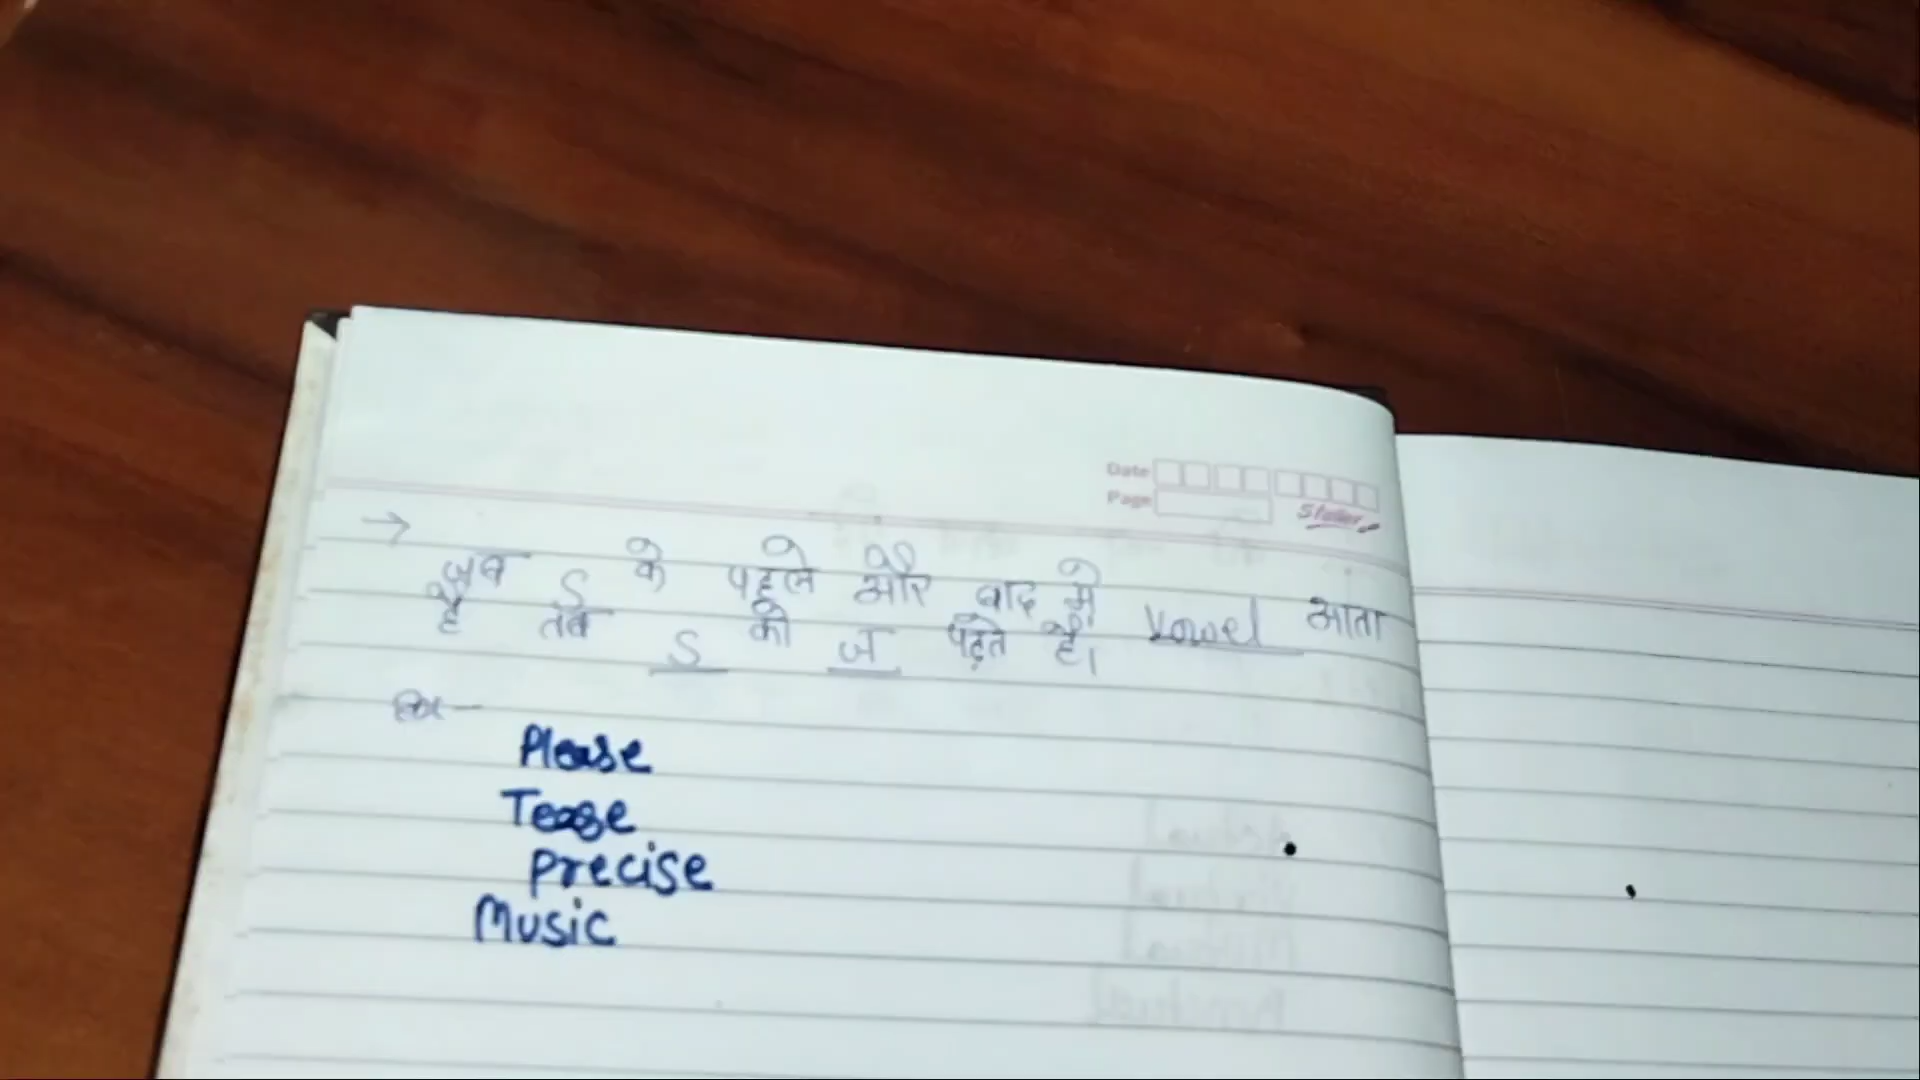 Date
Page
→
जब S के पहले और बाद में Vowel आता
है तब S को ज पढ़ते हैं।
Please
Tease
Precise
Music